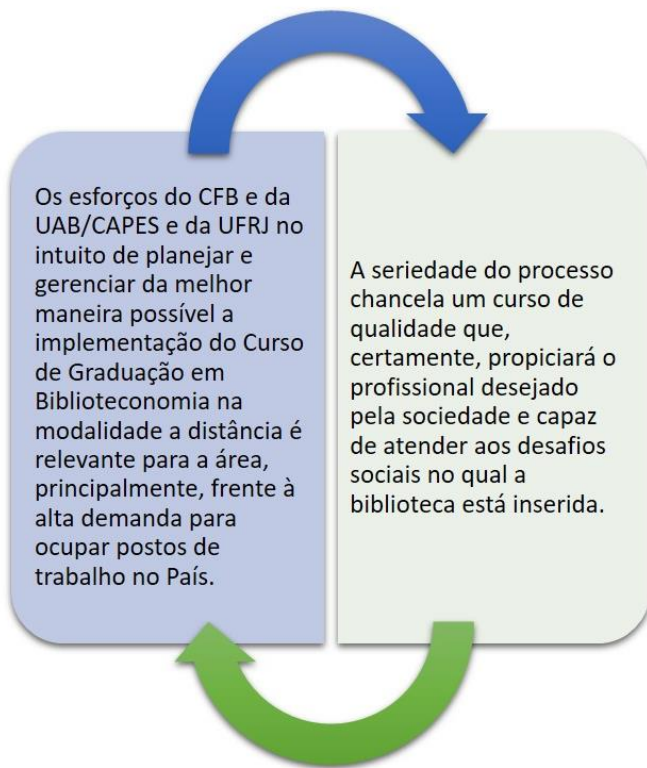 Os esforços do CFB e da
UAB/CAPES e da UFRJ no
intuito de planejar e
gerenciar da melhor
maneira possível a
implementação do Curso
de Graduação em
Biblioteconomia na
modalidade a distância é
relevante para a área,
principalmente, frente à
alta demanda para
ocupar postos de
trabalho no País.
A seriedade do processo
chancela um curso de
qualidade que,
certamente, propiciará o
profissional desejado
pela sociedade e capaz
de atender aos desafios
sociais no qual a
biblioteca está inserida.